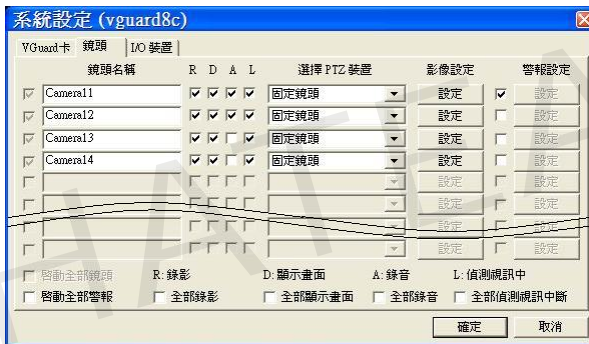 系統設定 (vguard8c)
VGuard卡 鏡頭 I/O 裝置
鏡頭名稱 R D A L 選擇 PTZ 裝置 影像設定 警報設定
Camera11 固定鏡頭 設定 設定
Camera12 固定鏡頭 設定 設定
Camera13 固定鏡頭 設定 設定
Camera14 固定鏡頭 設定 設定
設定 設定
設定 設定
設定 設定
設定 設定
啓動全部鏡頭 R: 錄影 D: 顯示畫面 A: 錄音 L: 偵測視訊中
啓動全部警報 全部錄影 全部顯示畫面 全部錄音 全部偵測視訊中斷
確定 取消